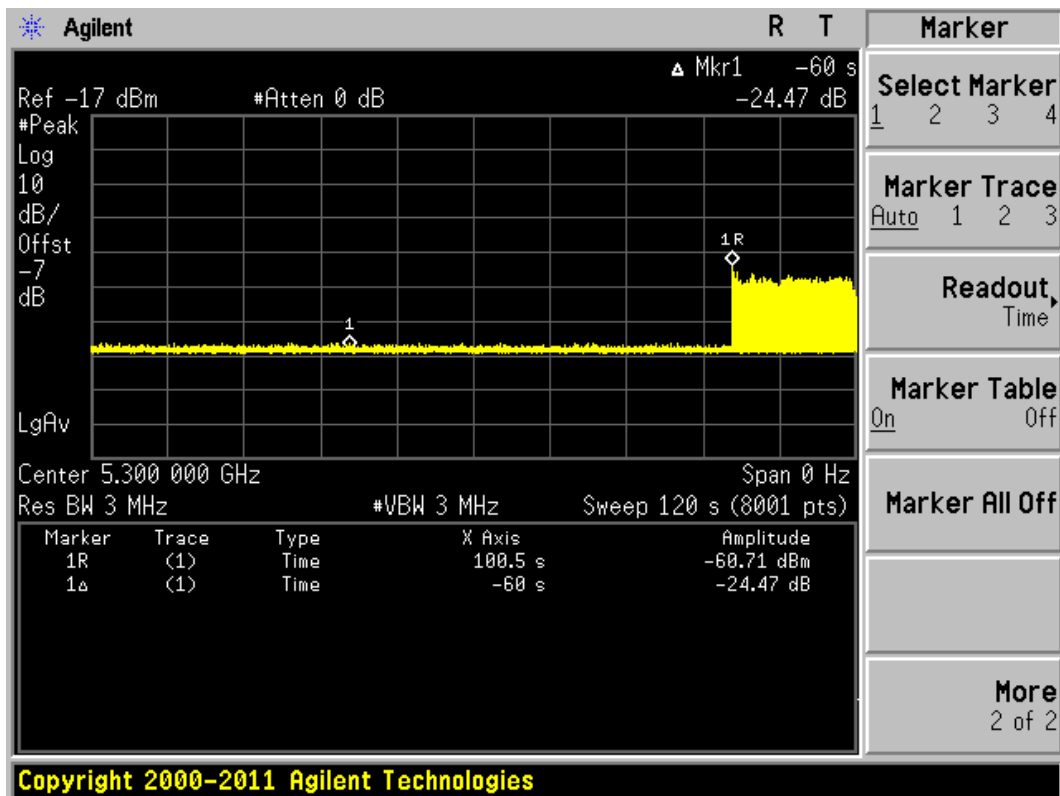 Agilent R T
Δ Mkr1 -60 s
Ref -17 dBm #Atten 0 dB -24.47 dB
#Peak
Log
10
dB/
Offst
-7
dB
LgAv
1R
1
Center 5.300 000 GHz Span 0 Hz
Res BW 3 MHz #VBW 3 MHz Sweep 120 s (8001 pts)
Marker Trace Type X Axis Amplitude
1R (1) Time 100.5 s -60.71 dBm
1Δ (1) Time -60 s -24.47 dB
Marker
Select Marker
1 2 3 4
Marker Trace
Auto 1 2 3
Readout
Time
Marker Table
On Off
Marker All Off
More
2 of 2
Copyright 2000-2011 Agilent Technologies